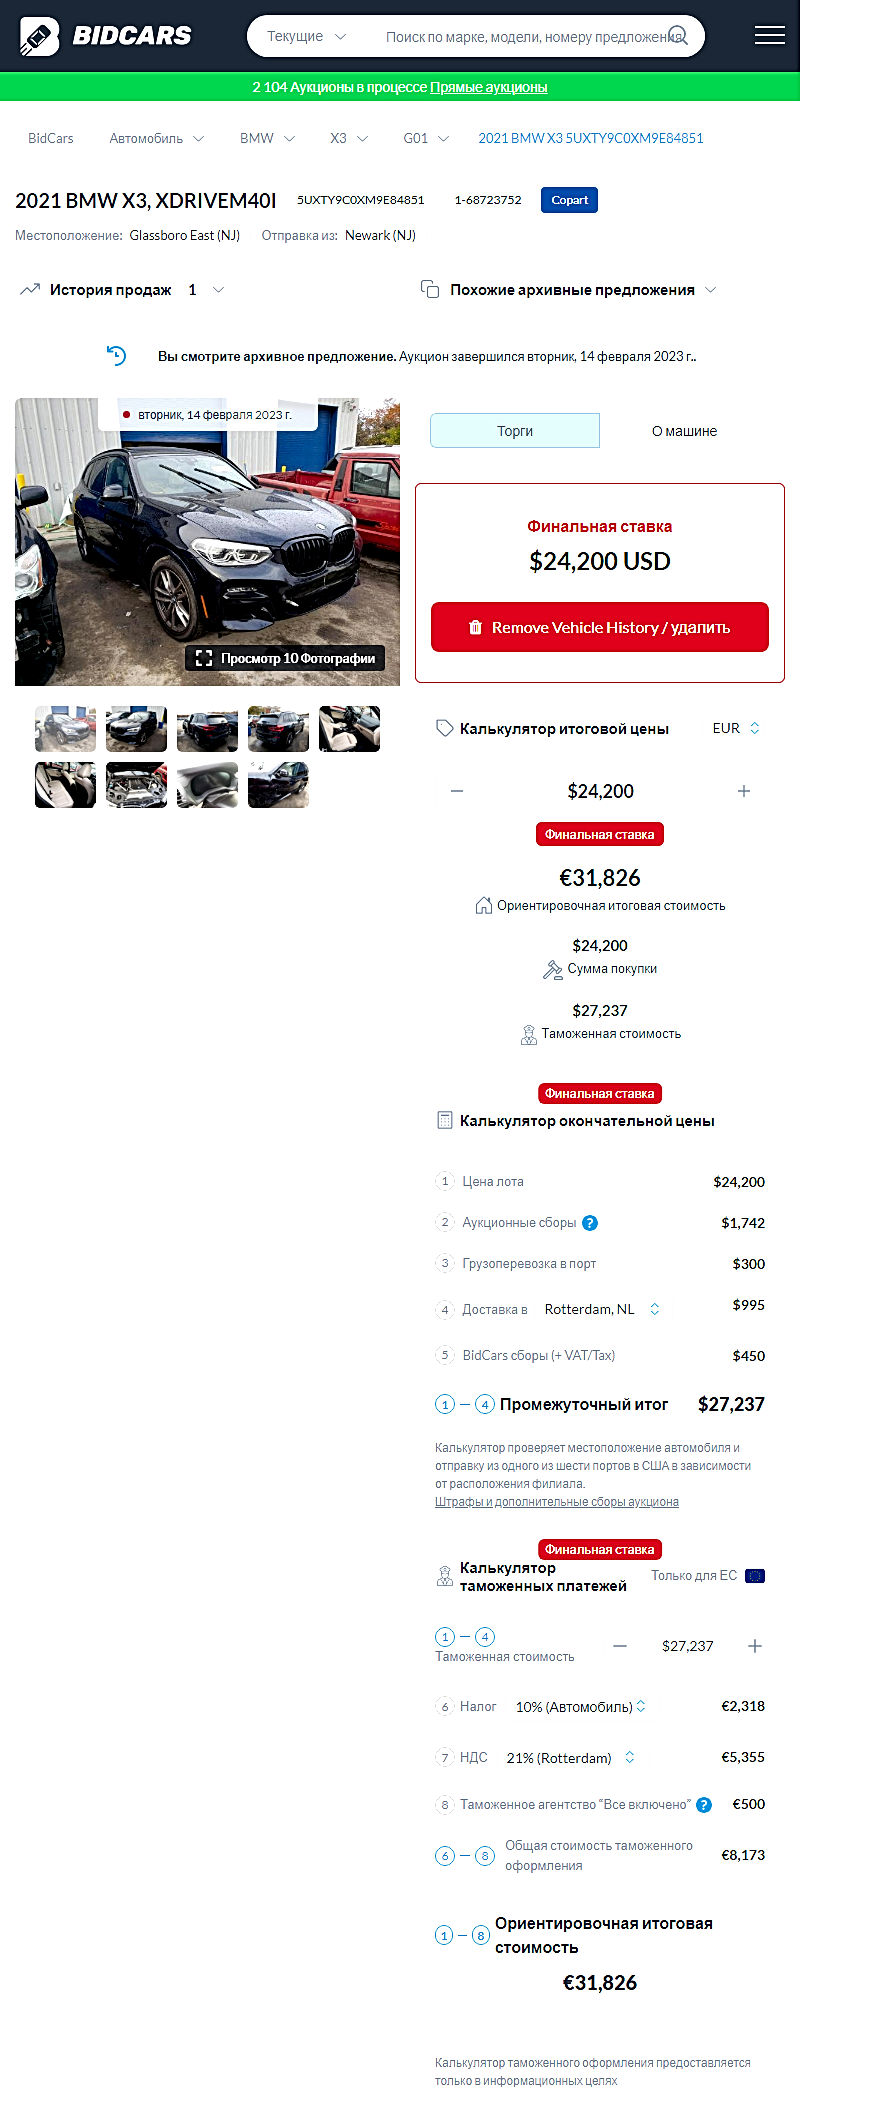 BIDCARS
Текущие
Поиск по марке, модели, номеру предложения
2 104 Аукционы в процессе Прямые аукционы
BidCars Автомобиль BMW X3 G01 2021 BMW X3 5UXTY9C0XM9E84851
2021 BMW X3, XDRIVEM40I 5UXTY9C0XM9E84851 1-68723752 Copart
Местоположение: Glassboro East (NJ) Отправка из: Newark (NJ)
История продаж 1
Похожие архивные предложения
Вы смотрите архивное предложение. Аукцион завершился вторник, 14 февраля 2023 г..
вторник, 14 февраля 2023 г.
Просмотр 10 Фотографии
Торги О машине
Финальная ставка
$24,200 USD
Remove Vehicle History / удалить
Калькулятор итоговой цены EUR
$24,200
Финальная ставка
€31,826
Ориентировочная итоговая стоимость
$24,200
Сумма покупки
$27,237
Таможенная стоимость
Финальная ставка
Калькулятор окончательной цены
1 Цена лота $24,200
2 Аукционные сборы ? $1,742
3 Грузоперевозка в порт $300
4 Доставка в Rotterdam, NL $995
5 BidCars сборы (+ VAT/Tax) $450
1 – 4 Промежуточный итог $27,237
Калькулятор проверяет местоположение автомобиля и
отправку из одного из шести портов в США в зависимости
от расположения филиала.
Штрафы и дополнительные сборы аукциона
Финальная ставка
Калькулятор
таможенных платежей
Только для ЕС
1 – 4
Таможенная стоимость
$27,237
6 Налог 10% (Автомобиль) €2,318
7 НДС 21% (Rotterdam) €5,355
8 Таможенное агентство “Все включено” ? €500
6 – 8 Общая стоимость таможенного
оформления
€8,173
1 – 8 Ориентировочная итоговая
стоимость
€31,826
Калькулятор таможенного оформления предоставляется
только в информационных целях